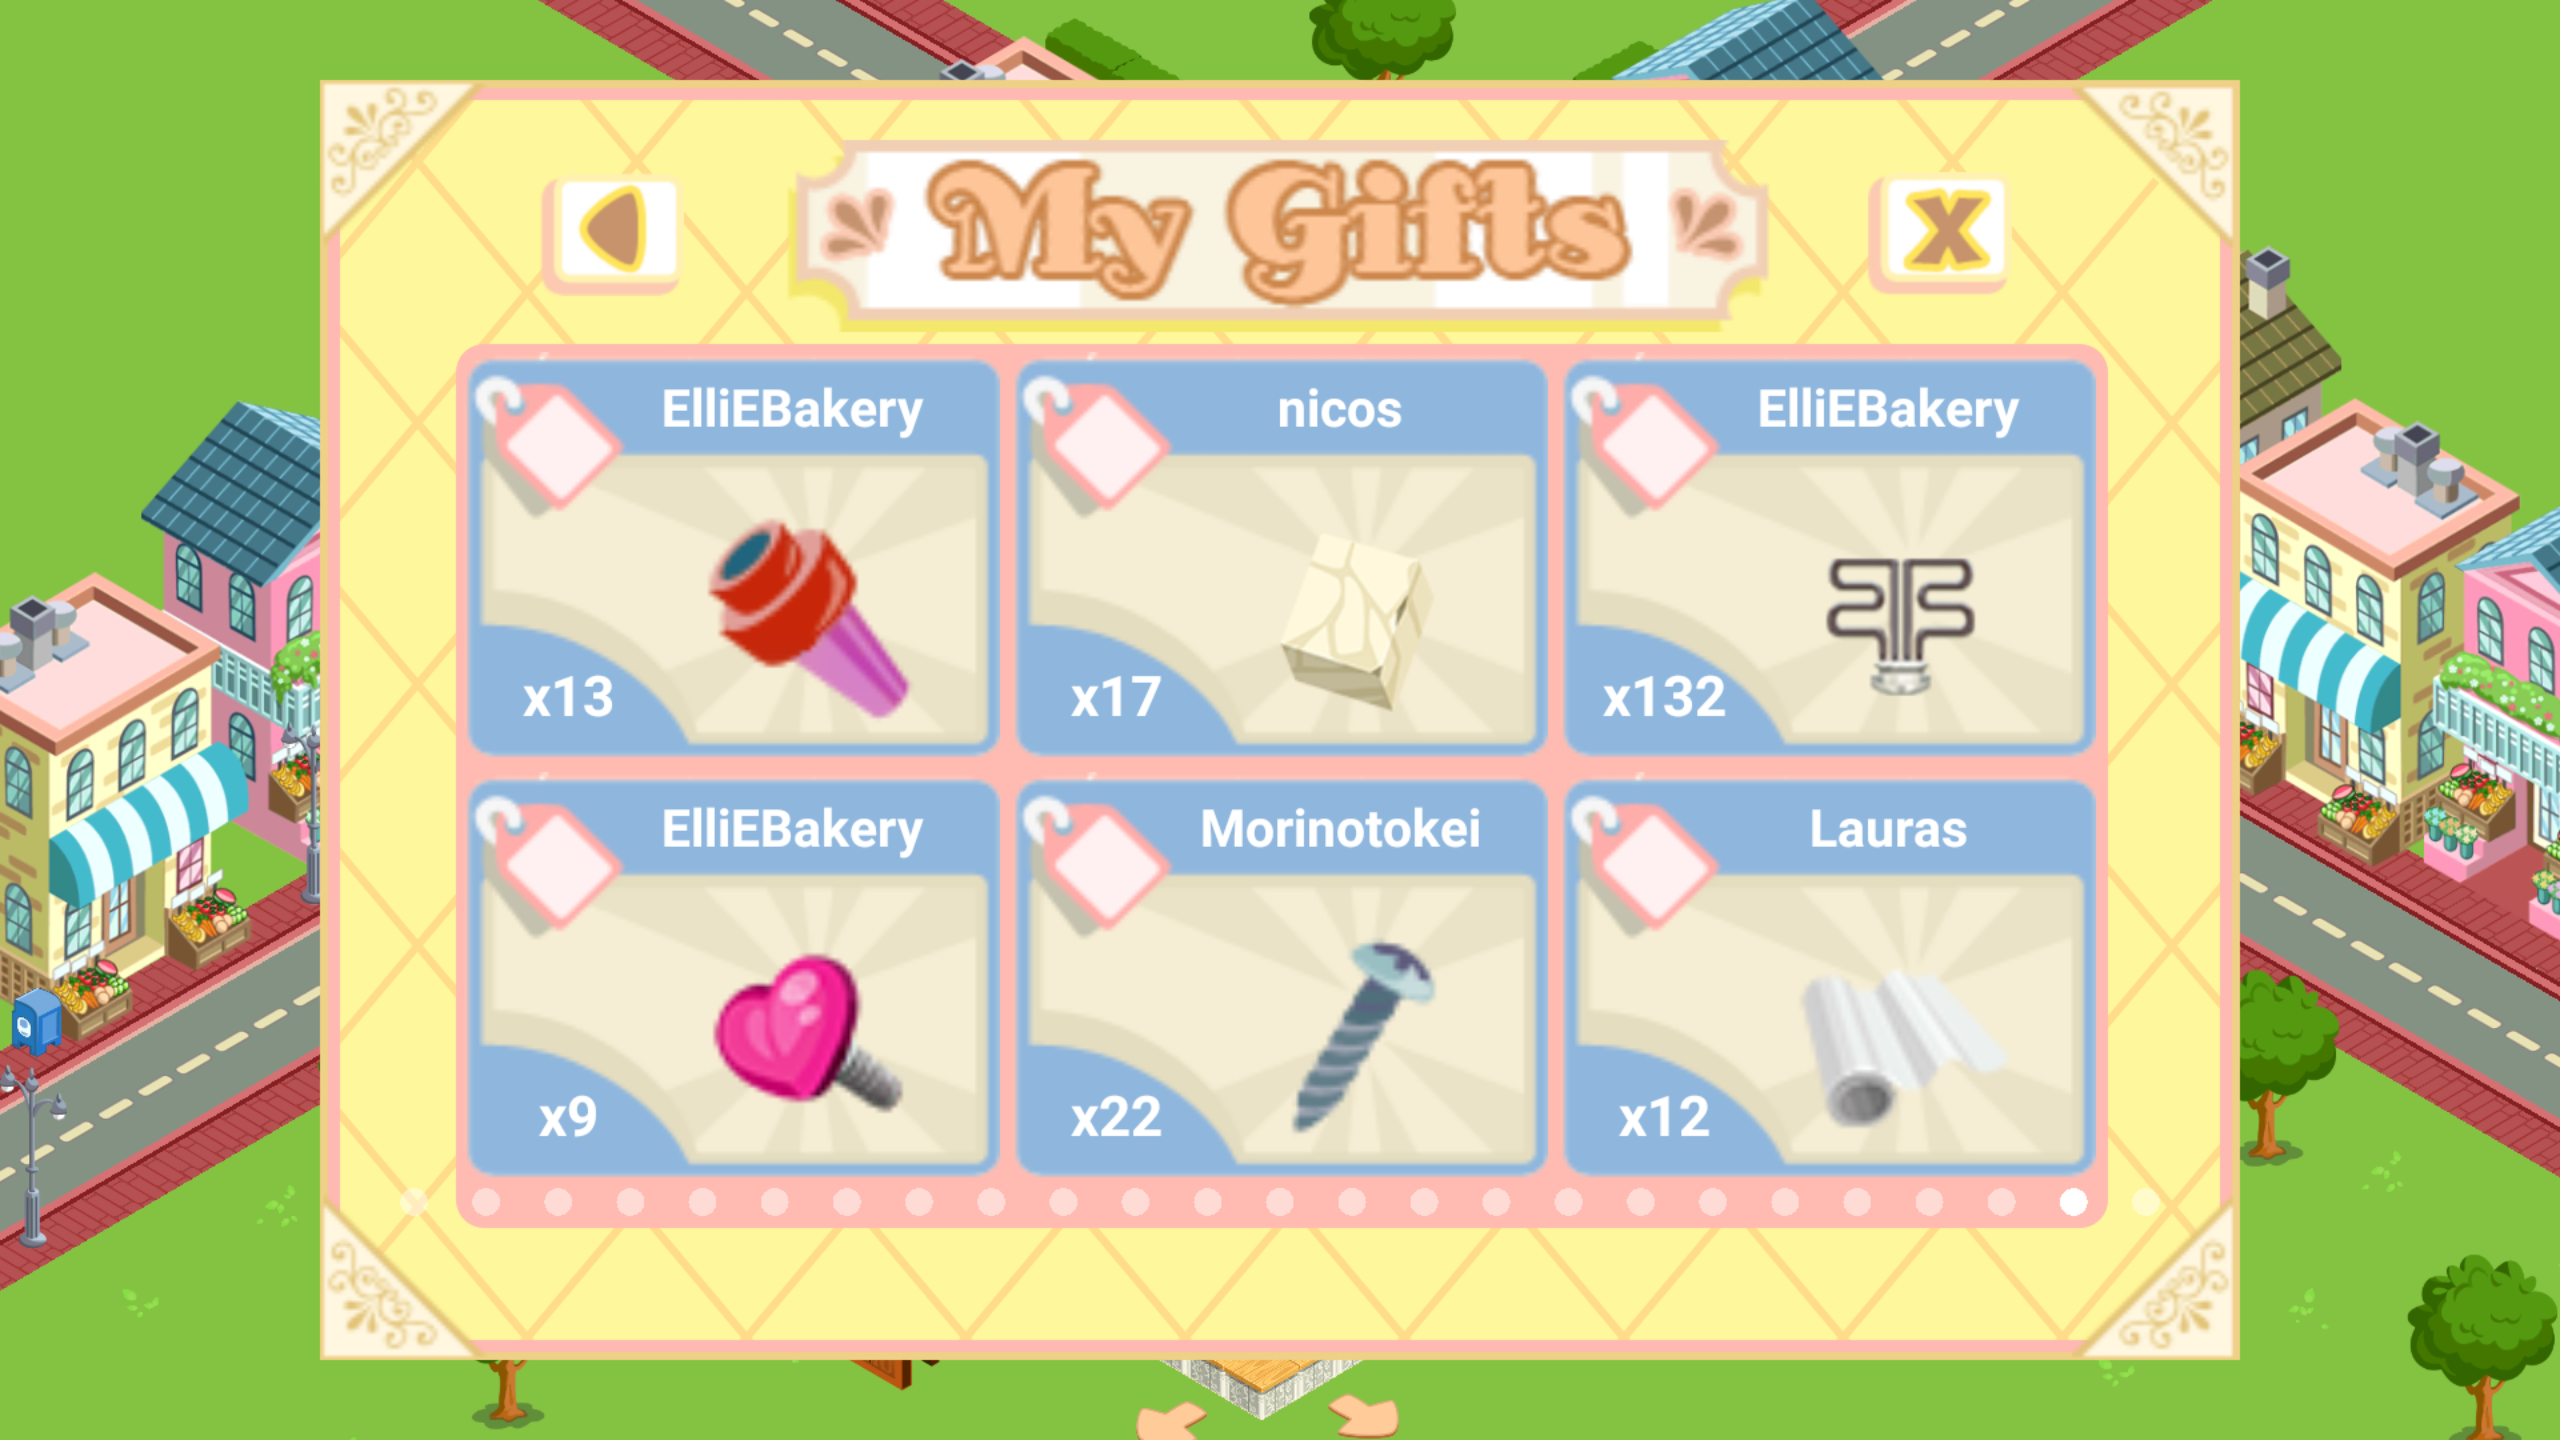 My Gifts
X
ElliEBakery
x13
nicos
x17
ElliEBakery
x132
ElliEBakery
x9
Morinotokei
x22
Lauras
x12